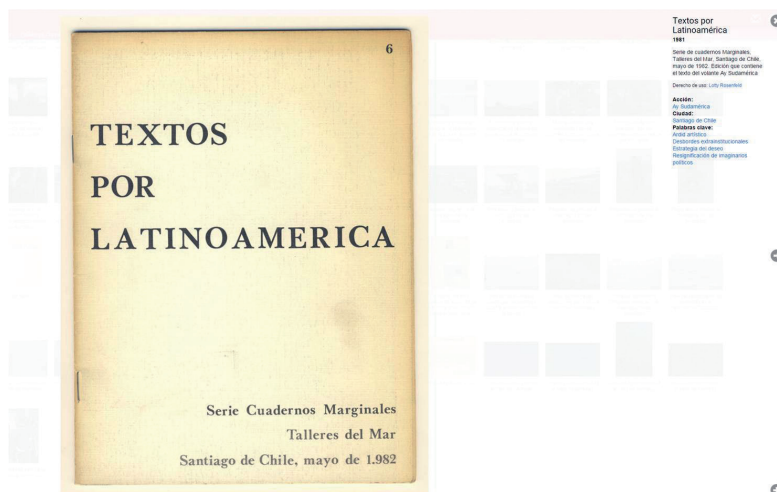 6
TEXTOS
POR
LATINOAMERICA
Serie Cuadernos Marginales
Talleres del Mar
Santiago de Chile, mayo de 1.982
Textos por
Latinoamérica
1981
Serie de cuadernos Marginales.
Talleres del Mar, Santiago de Chile,
mayo de 1982. Edición que contiene
el texto del volante Ay Sudamérica
Derecho de uso: Lotty Rosenfeld
Acción:
Ay Sudamérica
Ciudad:
Santiago de Chile
Palabras clave:
Ardid artístico
Desbordes extrainstitucionales
Estrategia del deseo
Resignificación de imaginarios
políticos